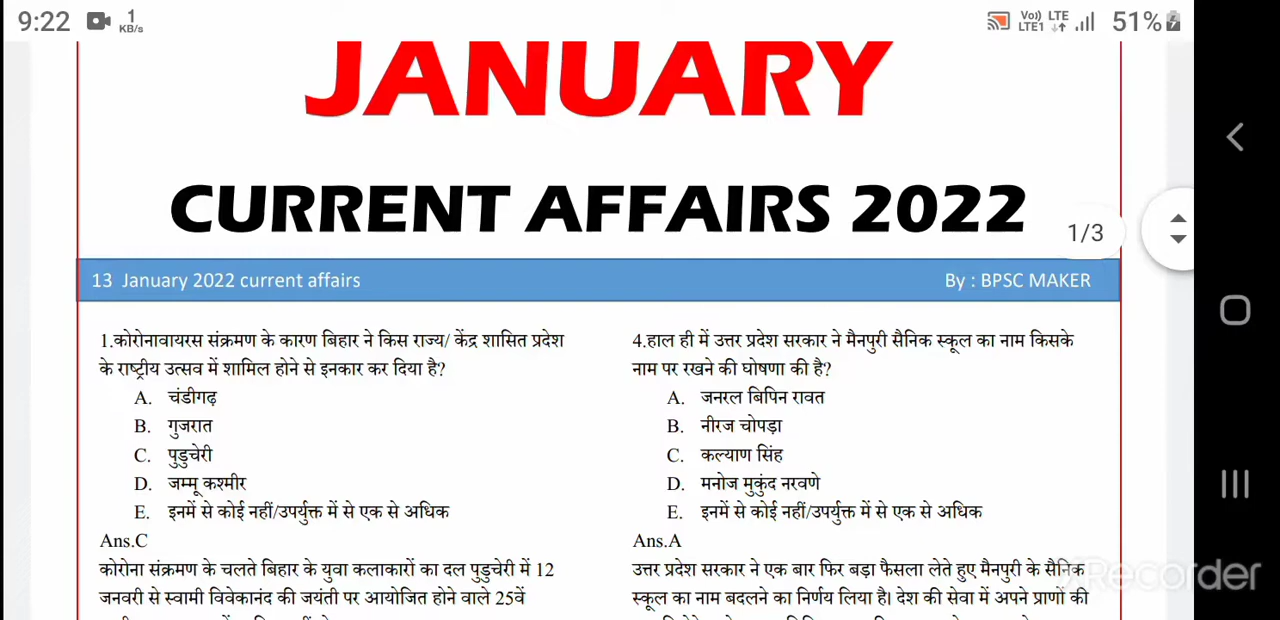 9:22
1
KB/s
Vo) LTE
LTE1
51%
JANUARY
CURRENT AFFAIRS 2022
1/3
13 January 2022 current affairs
By : BPSC MAKER
1.कोरोनावायरस संक्रमण के कारण बिहार ने किस राज्य/ केंद्र शासित प्रदेश
के राष्ट्रीय उत्सव में शामिल होने से इनकार कर दिया है?
A. चंडीगढ़
B. गुजरात
C. पुडुचेरी
D. जम्मू कश्मीर
E. इनमें से कोई नहीं/उपर्युक्त में से एक से अधिक
Ans.C
कोरोना संक्रमण के चलते बिहार के युवा कलाकारों का दल पुडुचेरी में 12
जनवरी से स्वामी विवेकानंद की जयंती पर आयोजित होने वाले 25वें
4.हाल ही में उत्तर प्रदेश सरकार ने मैनपुरी सैनिक स्कूल का नाम किसके
नाम पर रखने की घोषणा की है?
A. जनरल बिपिन रावत
B. नीरज चोपड़ा
C. कल्याण सिंह
D. मनोज मुकुंद नरवणे
E. इनमें से कोई नहीं/उपर्युक्त में से एक से अधिक
Ans.A
उत्तर प्रदेश सरकार ने एक बार फिर बड़ा फैसला लेते हुए मैनपुरी के सैनिक
स्कूल का नाम बदलने का निर्णय लिया है। देश की सेवा में अपने प्राणों की
Recorder